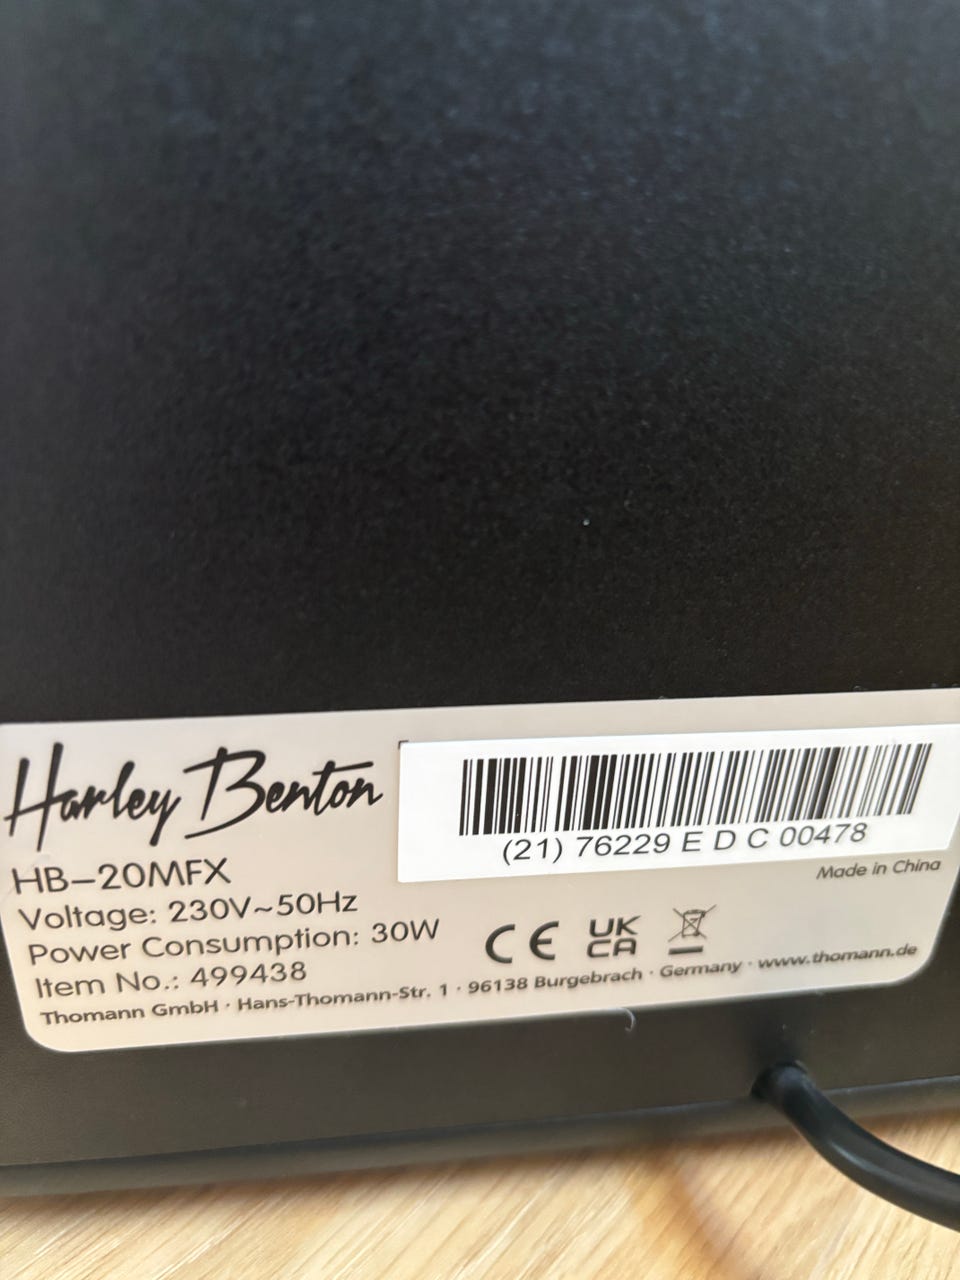 Harley Benton
(21) 76229 E D C 00478
Made in China
HB-20MFX
Voltage: 230V~50Hz
Power Consumption: 30W
Item No.: 499438
CE UK CA
Thomann GmbH · Hans-Thomann-Str. 1 · 96138 Burgebrach · Germany · www.thomann.de